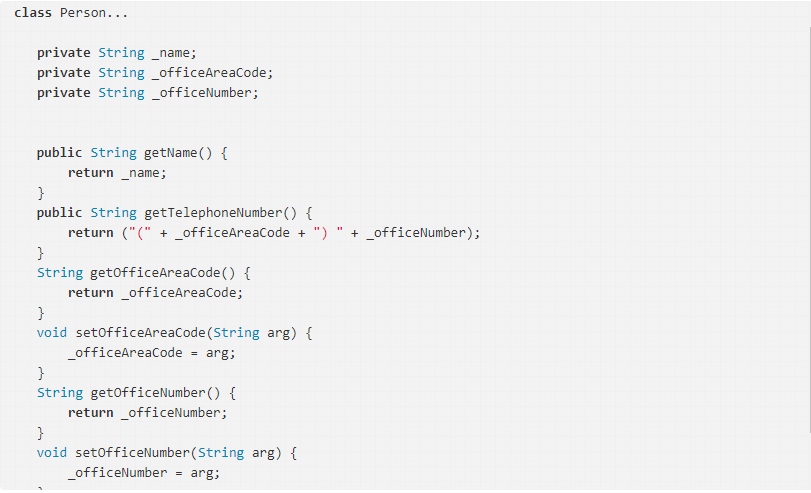 class Person...
private String _name;
private String _officeAreaCode;
private String _officeNumber;
public String getName() {
return _name;
}
public String getTelephoneNumber() {
return ("(" + _officeAreaCode + ") " + _officeNumber);
}
String getOfficeAreaCode() {
return _officeAreaCode;
}
void setOfficeAreaCode(String arg) {
_officeAreaCode = arg;
}
String getOfficeNumber() {
return _officeNumber;
}
void setOfficeNumber(String arg) {
_officeNumber = arg;